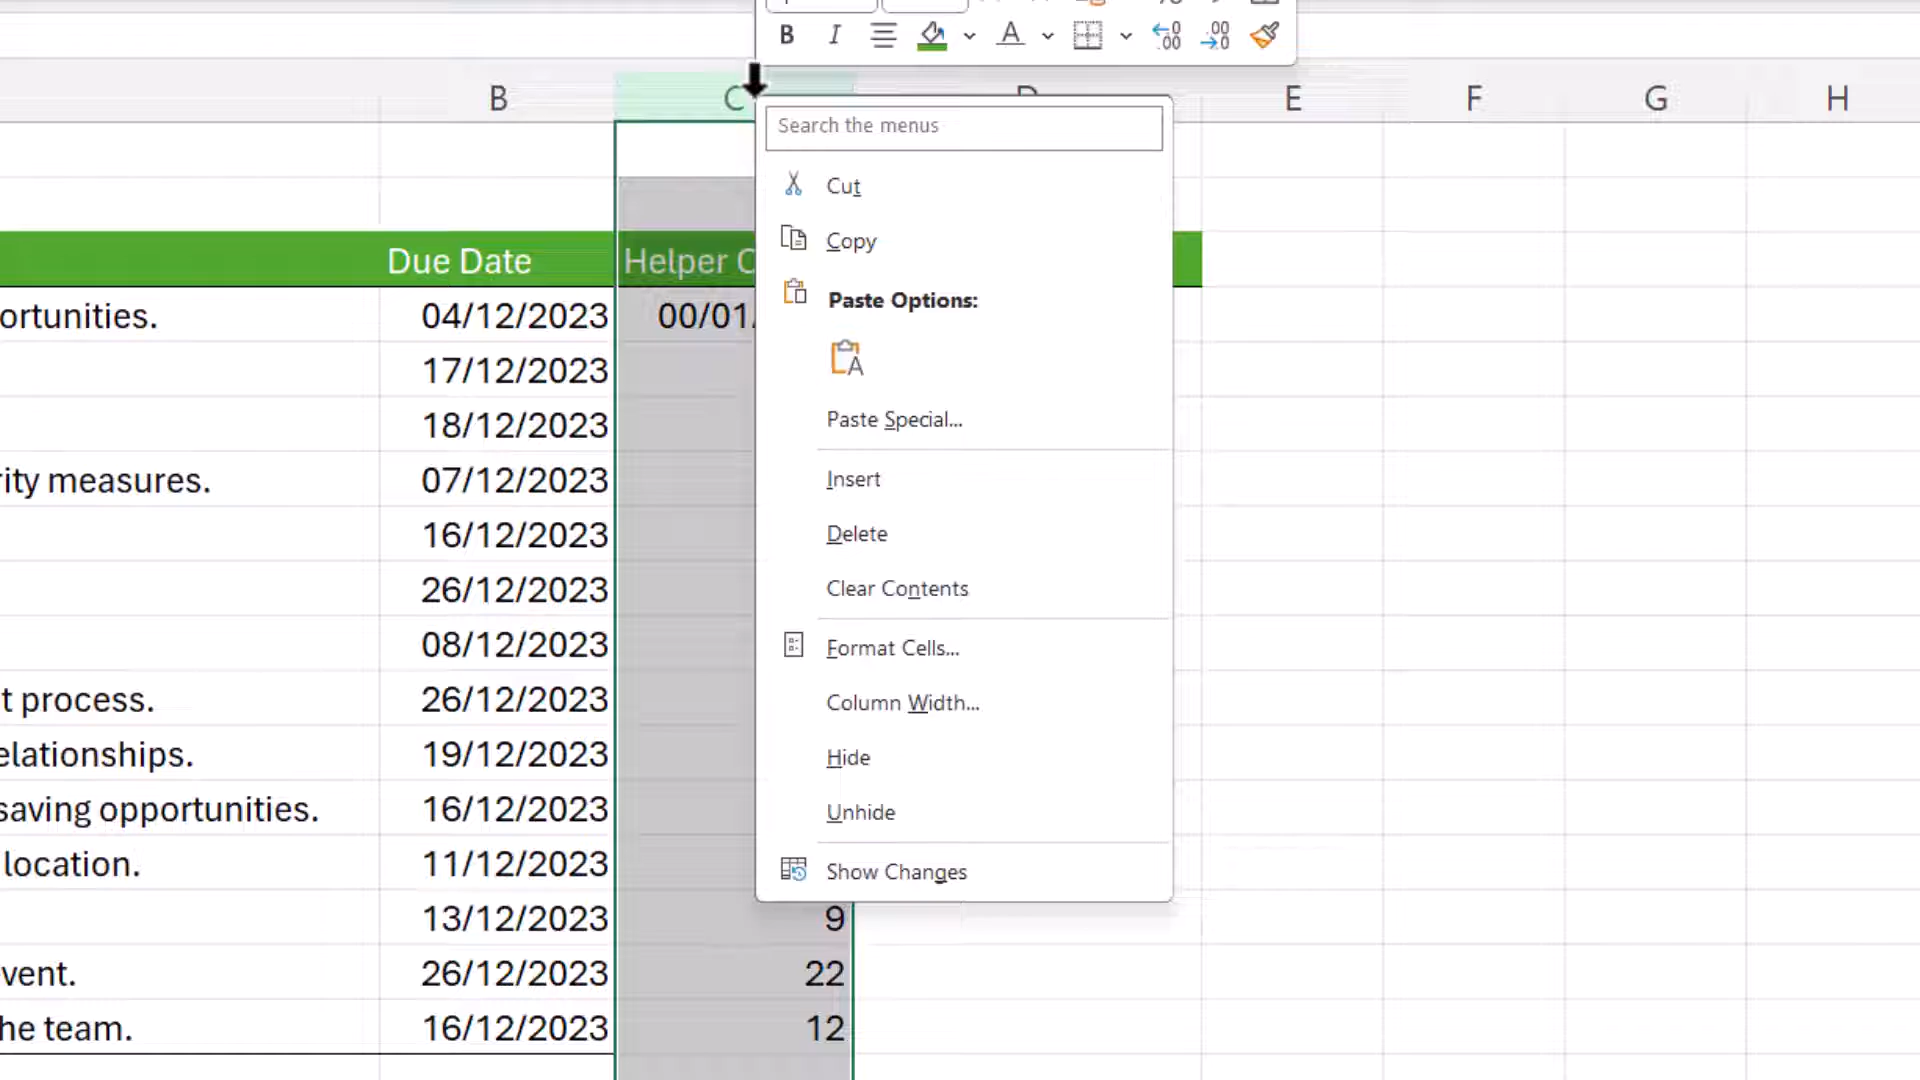 B I A .00 .00
B C E F G H
Search the menus
Cut
Copy
Due Date Helper C
Paste Options:
ortunities. 04/12/2023 00/01/
17/12/2023
18/12/2023 Paste Special...
rity measures. 07/12/2023 Insert
16/12/2023 Delete
26/12/2023 Clear Contents
08/12/2023 Format Cells...
t process. 26/12/2023 Column Width...
elationships. 19/12/2023 Hide
saving opportunities. 16/12/2023 Unhide
location. 11/12/2023 Show Changes
13/12/2023 9
vent. 26/12/2023 22
he team. 16/12/2023 12